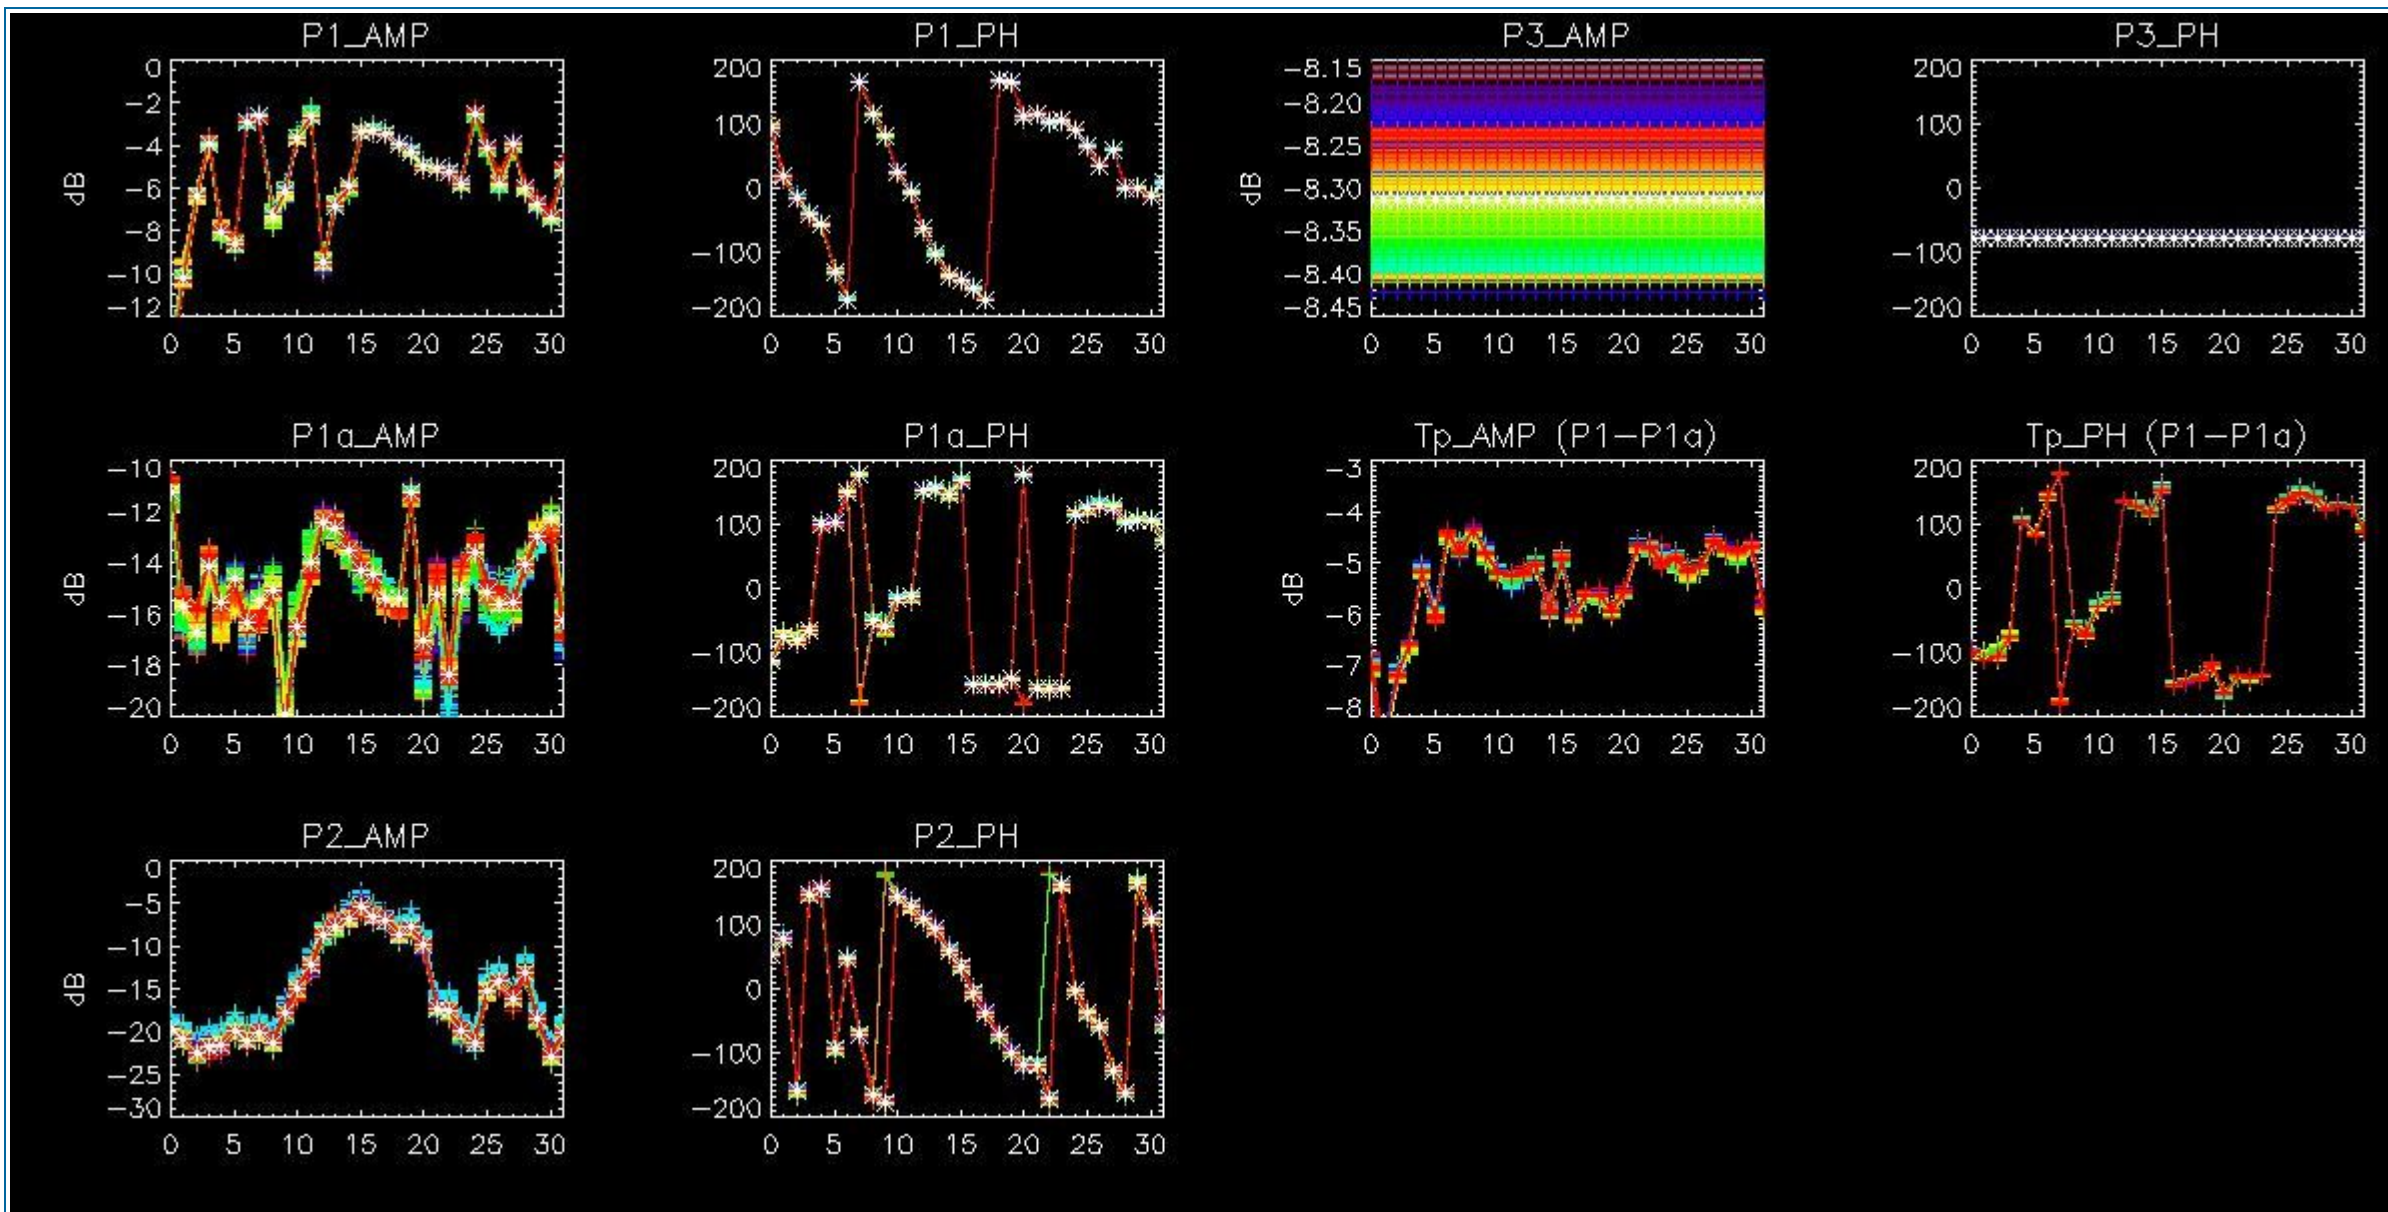 P1_AMP
0
−2
−4
−6
−8
−10
−12
dB
0 5 10 15 20 25 30
P1_PH
200
100
0
−100
−200
0 5 10 15 20 25 30
P3_AMP
−8.15
−8.20
−8.25
−8.30
−8.35
−8.40
−8.45
dB
0 5 10 15 20 25 30
P3_PH
200
100
0
−100
−200
0 5 10 15 20 25 30
P1a_AMP
−10
−12
−14
−16
−18
−20
dB
0 5 10 15 20 25 30
P1a_PH
200
100
0
−100
−200
0 5 10 15 20 25 30
Tp_AMP (P1−P1a)
−3
−4
−5
−6
−7
−8
dB
0 5 10 15 20 25 30
Tp_PH (P1−P1a)
200
100
0
−100
−200
0 5 10 15 20 25 30
P2_AMP
0
−5
−10
−15
−20
−25
−30
dB
0 5 10 15 20 25 30
P2_PH
200
100
0
−100
−200
0 5 10 15 20 25 30